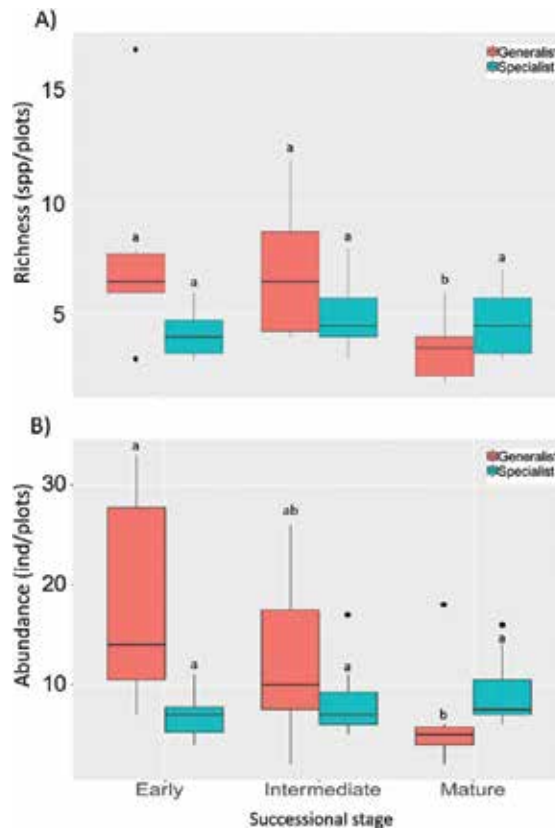 A)
Generalist
Specialist
Richness (spp/plots)
15
10
5
a
a
a
a
b
a
B)
Generalist
Specialist
Abundance (ind/plots)
30
20
10
a
a
ab
a
b
a
Early Intermediate Mature
Successional stage